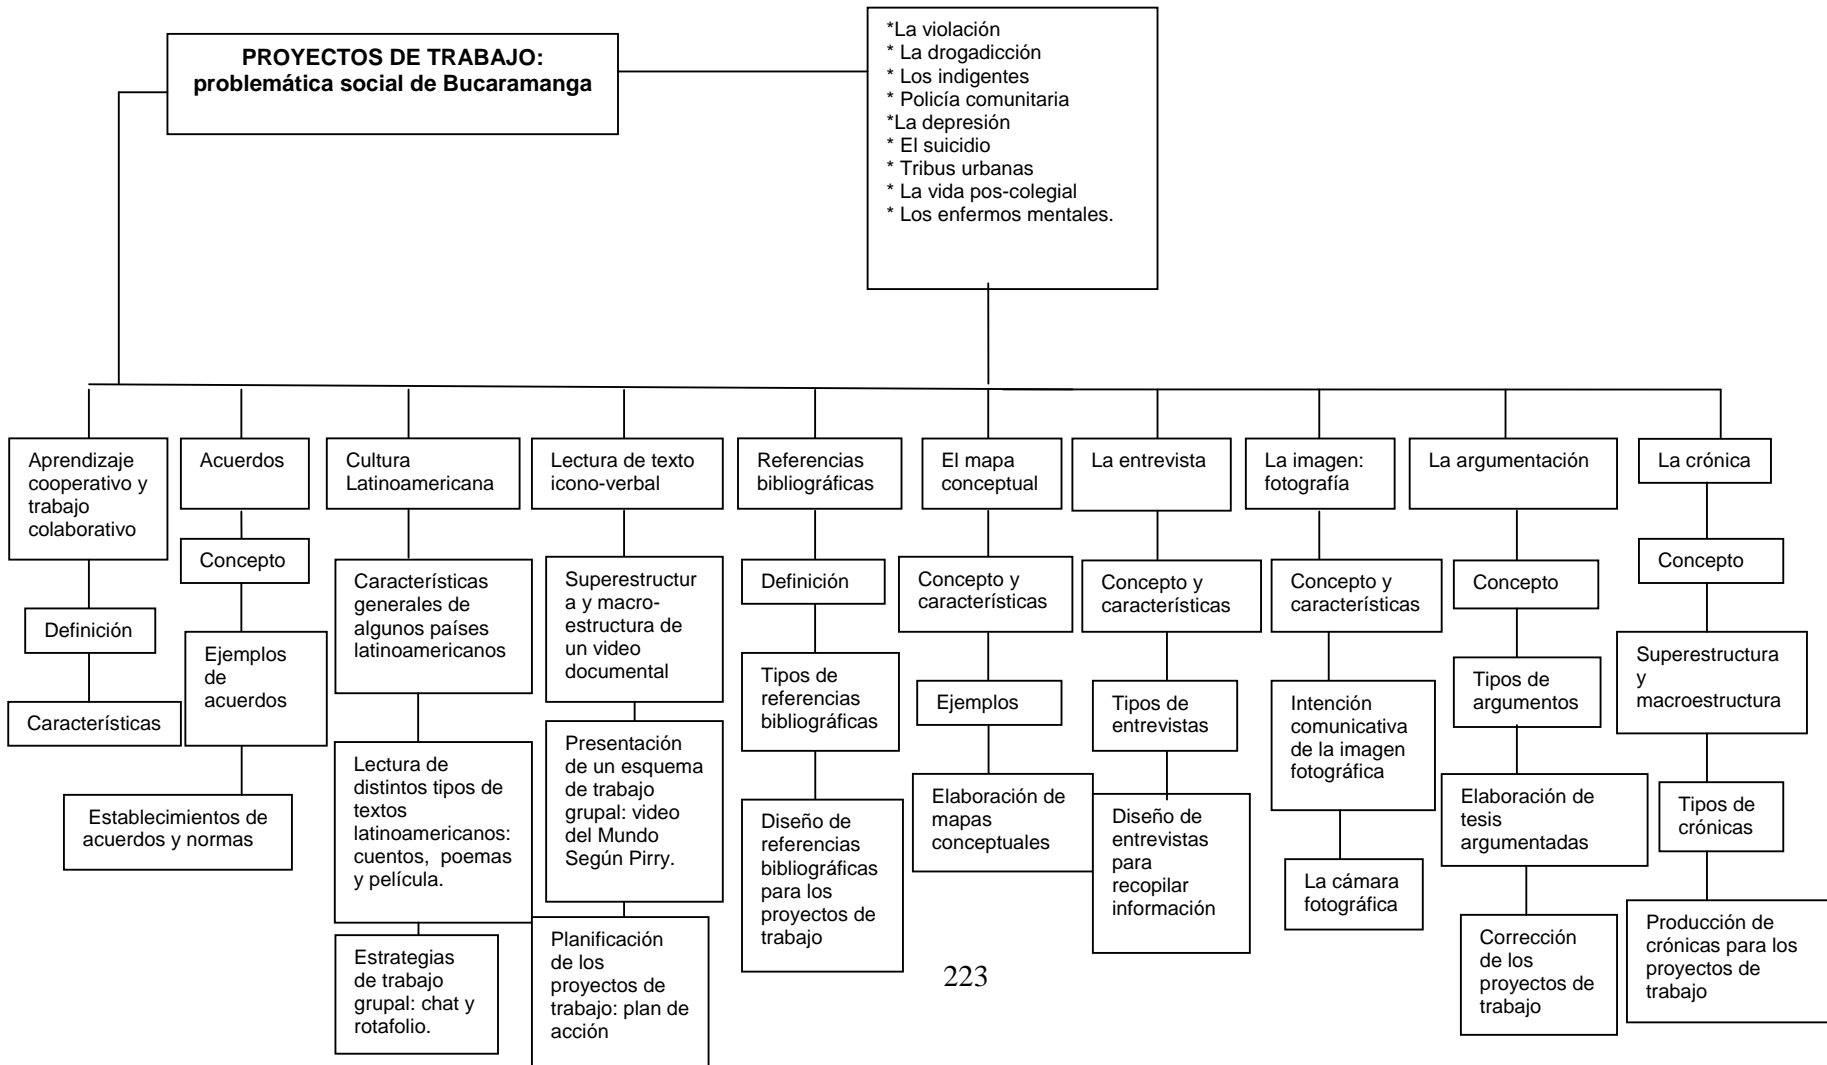 PROYECTOS DE TRABAJO:
problemática social de Bucaramanga
*La violación
* La drogadicción
* Los indigentes
* Policía comunitaria
*La depresión
* El suicidio
* Tribus urbanas
* La vida pos-colegial
* Los enfermos mentales.
Aprendizaje
cooperativo y
trabajo
colaborativo
Definición
Características
Acuerdos
Concepto
Ejemplos
de
acuerdos
Establecimientos de
acuerdos y normas
Cultura
Latinoamericana
Características
generales de
algunos países
latinoamericanos
Lectura de
distintos tipos de
textos
latinoamericanos:
cuentos, poemas
y película.
Estrategias
de trabajo
grupal: chat y
rotafolio.
Lectura de texto
icono-verbal
Superestructur
a y macro-
estructura de
un video
documental
Presentación
de un esquema
de trabajo
grupal: video
del Mundo
Según Pirry.
Planificación
de los
proyectos de
trabajo: plan de
acción
Referencias
bibliográficas
Definición
Tipos de
referencias
bibliográficas
Diseño de
referencias
bibliográficas
para los
proyectos de
trabajo
El mapa
conceptual
Concepto y
características
Ejemplos
Elaboración de
mapas
conceptuales
La entrevista
Concepto y
características
Tipos de
entrevistas
Diseño de
entrevistas
para
recopilar
información
La imagen:
fotografía
Concepto y
características
Intención
comunicativa
de la imagen
fotográfica
La cámara
fotográfica
La argumentación
Concepto
Tipos de
argumentos
Elaboración de
tesis
argumentadas
Corrección
de los
proyectos de
trabajo
La crónica
Concepto
Superestructura
y
macroestructura
Tipos de
crónicas
Producción de
crónicas para los
proyectos de
trabajo
223